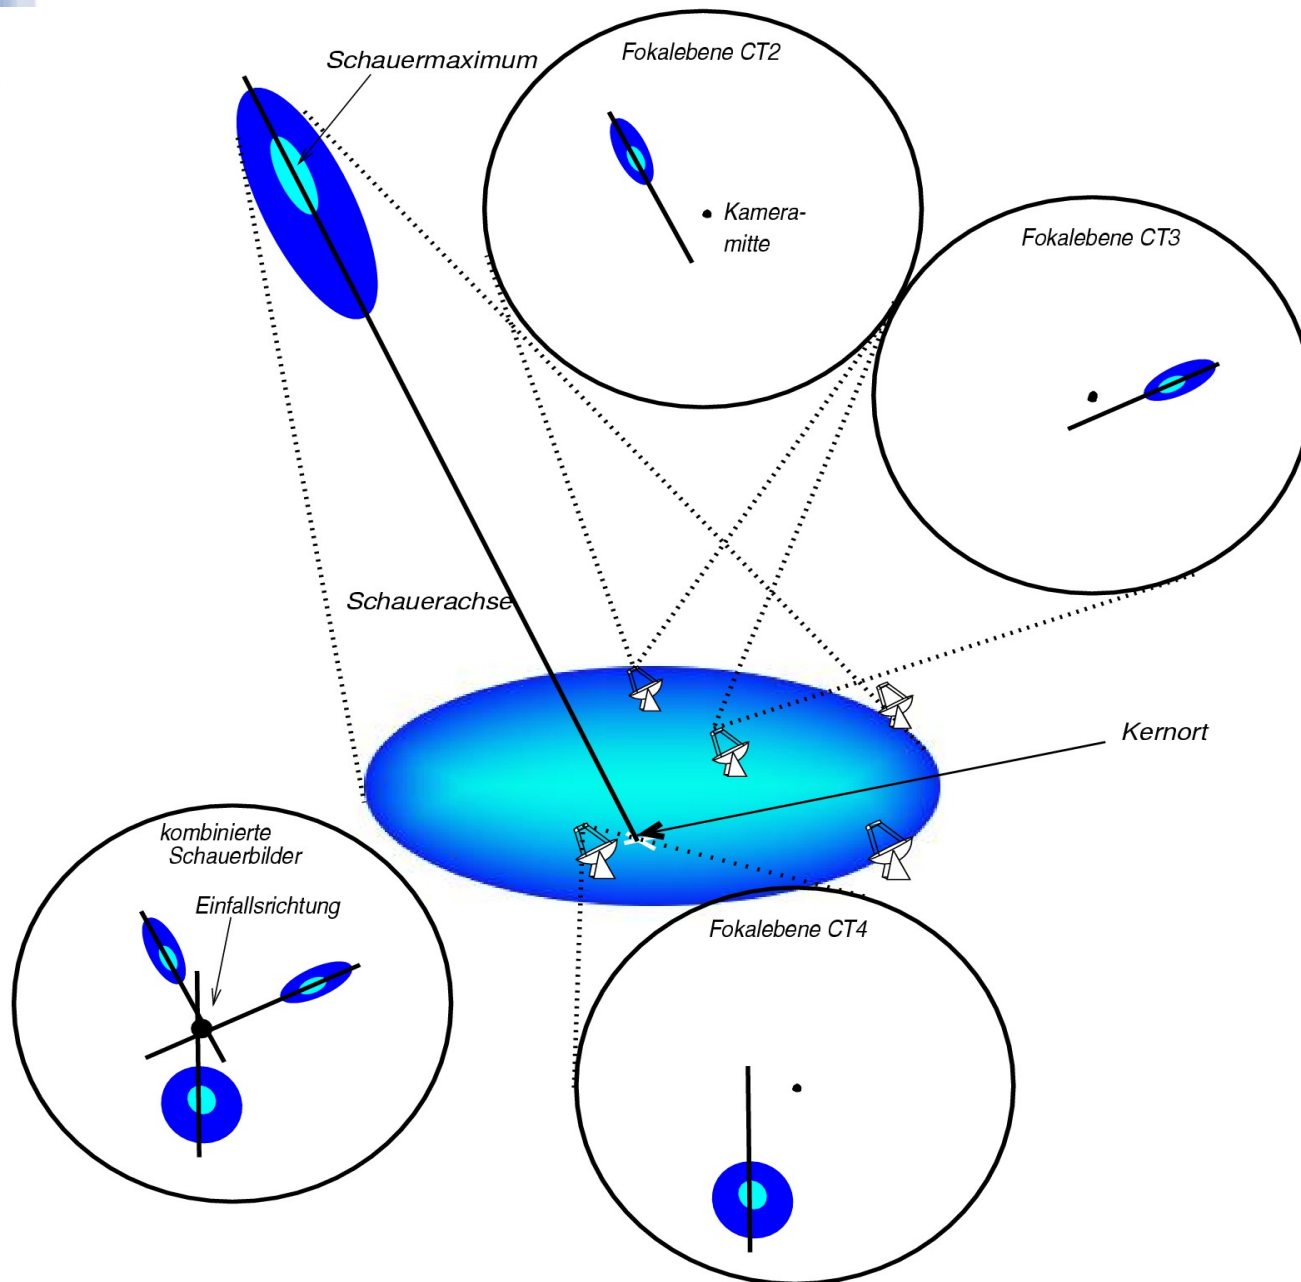 Schauermaximum
Fokalebene CT2
Kamera-
mitte
Fokalebene CT3
Schauerachse
Kernort
kombinierte
Schauerbilder
Einfallsrichtung
Fokalebene CT4